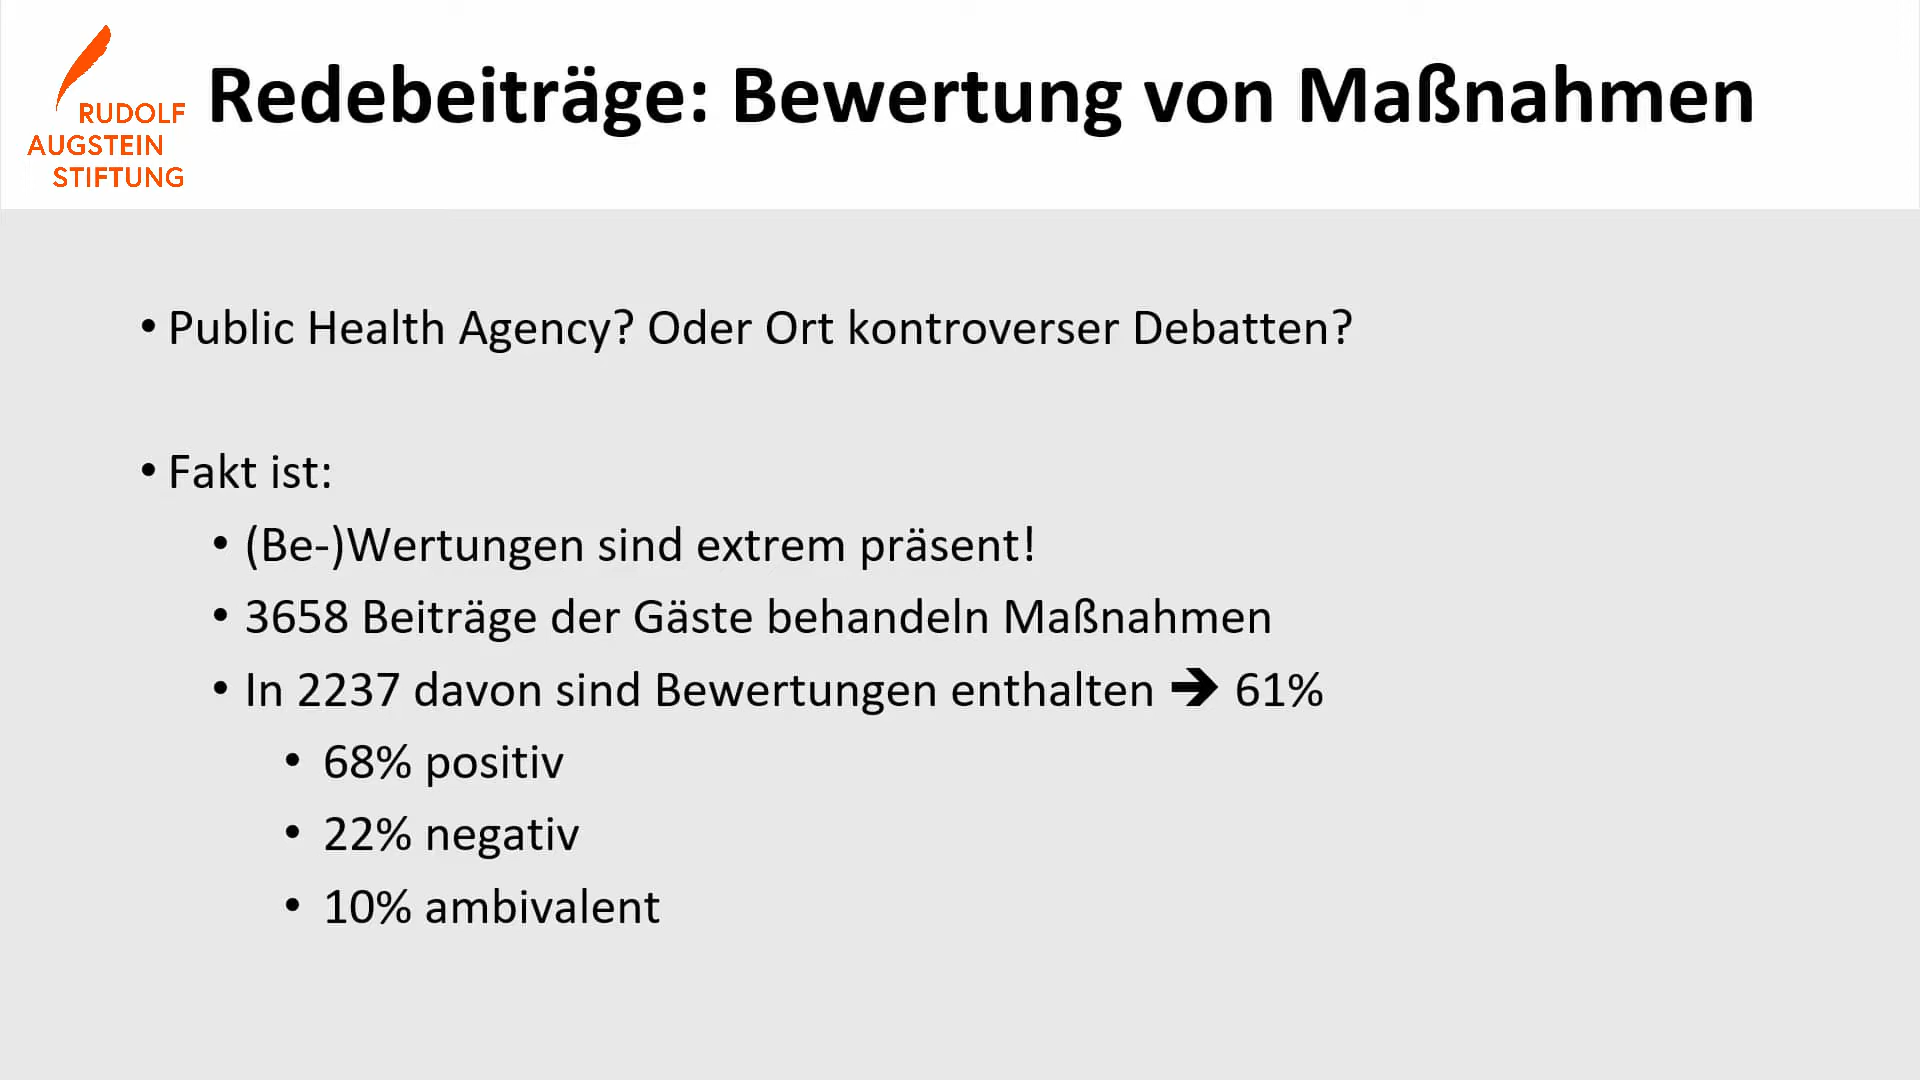 RUDOLF
AUGSTEIN
STIFTUNG
Redebeiträge: Bewertung von Maßnahmen
• Public Health Agency? Oder Ort kontroverser Debatten?
• Fakt ist:
• (Be-)Wertungen sind extrem präsent!
• 3658 Beiträge der Gäste behandeln Maßnahmen
• In 2237 davon sind Bewertungen enthalten ➔ 61%
• 68% positiv
• 22% negativ
• 10% ambivalent